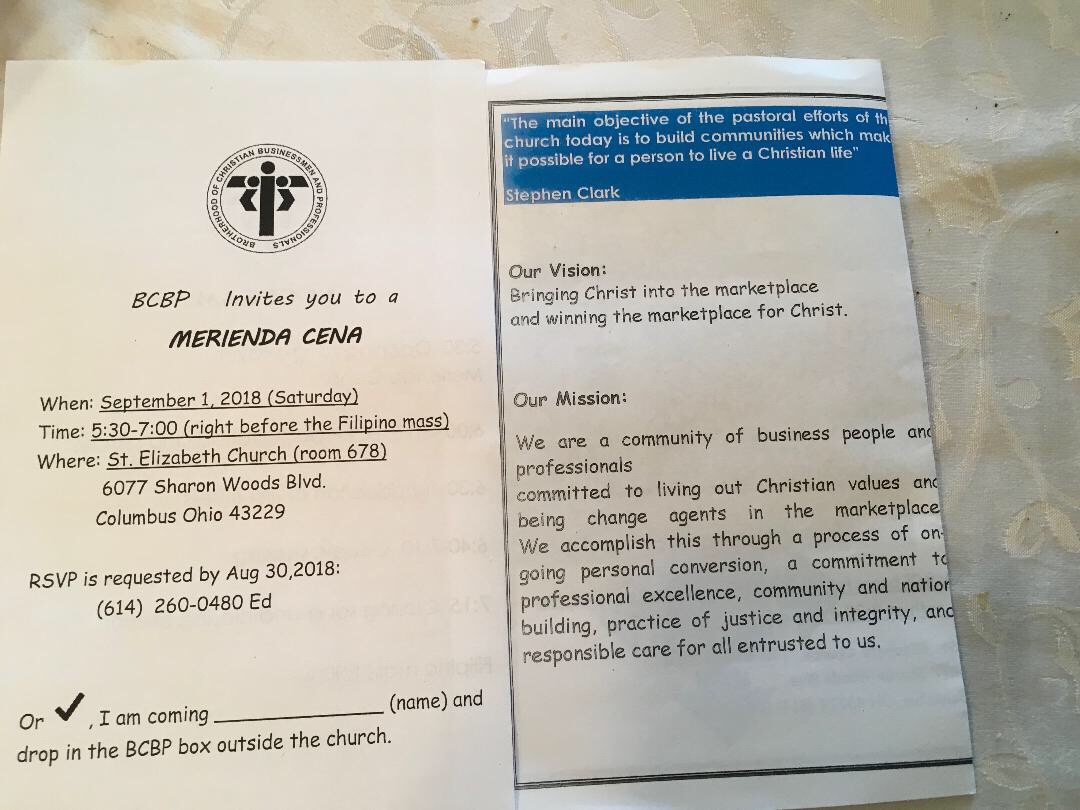 BROTHERHOOD OF CHRISTIAN BUSINESSMEN AND PROFESSIONALS
BCBP Invites you to a
MERIENDA CENA
When: September 1, 2018 (Saturday)
Time: 5:30-7:00 (right before the Filipino mass)
Where: St. Elizabeth Church (room 678)
6077 Sharon Woods Blvd.
Columbus Ohio 43229
RSVP is requested by Aug 30,2018:
(614) 260-0480 Ed
Or ✔, I am coming _______________ (name) and
drop in the BCBP box outside the church.
"The main objective of the pastoral efforts of th
church today is to build communities which mak
it possible for a person to live a Christian life"
Stephen Clark
Our Vision:
Bringing Christ into the marketplace
and winning the marketplace for Christ.
Our Mission:
We are a community of business people and
professionals
committed to living out Christian values and
being change agents in the marketplace
We accomplish this through a process of on-
going personal conversion, a commitment to
professional excellence, community and nation
building, practice of justice and integrity, and
responsible care for all entrusted to us.